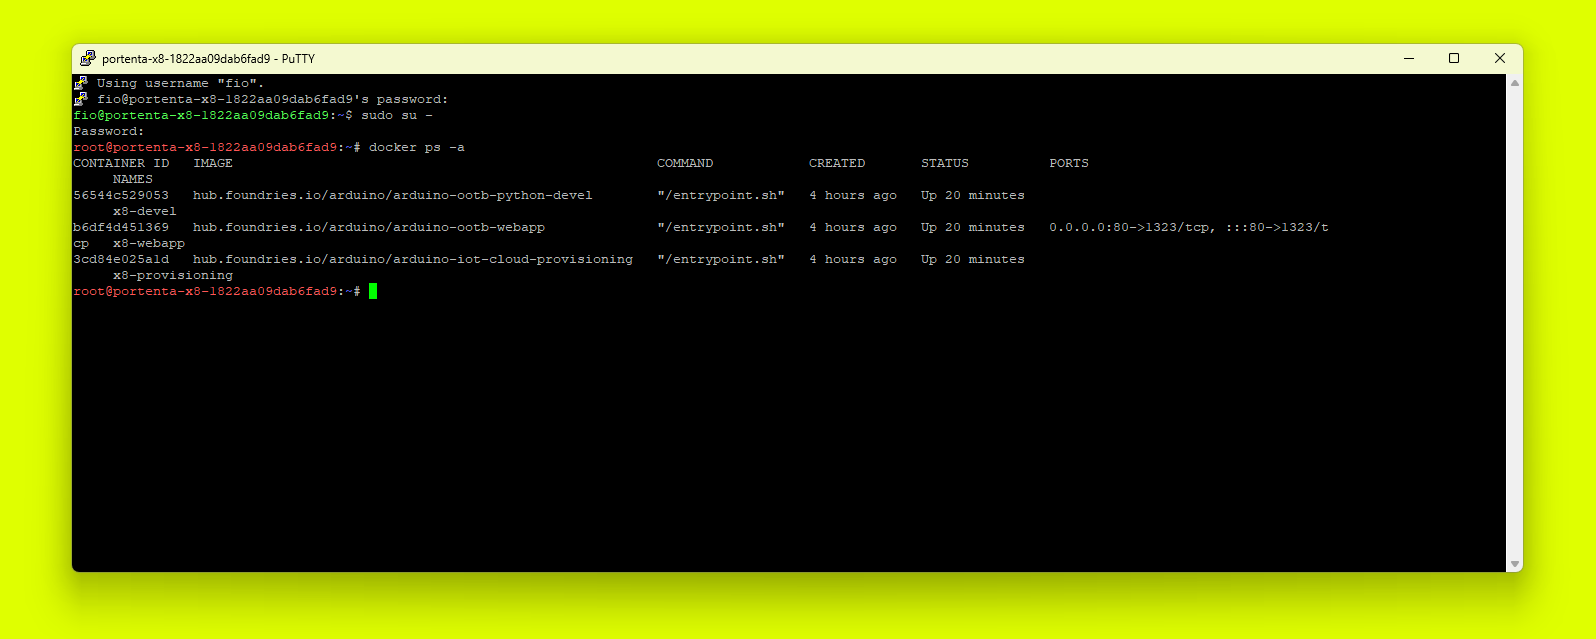 portenta-x8-1822aa09dab6fad9 - PuTTY
Using username "fio".
fio@portenta-x8-1822aa09dab6fad9's password:
fio@portenta-x8-1822aa09dab6fad9:~$ sudo su -
Password:
root@portenta-x8-1822aa09dab6fad9:~# docker ps -a
CONTAINER ID   IMAGE                                                     COMMAND            CREATED       STATUS          PORTS
     NAMES
56544c529053   hub.foundries.io/arduino/arduino-ootb-python-devel        "/entrypoint.sh"   4 hours ago   Up 20 minutes
     x8-devel
b6df4d451369   hub.foundries.io/arduino/arduino-ootb-webapp              "/entrypoint.sh"   4 hours ago   Up 20 minutes   0.0.0.0:80->1323/tcp, :::80->1323/t
cp   x8-webapp
3cd84e025a1d   hub.foundries.io/arduino/arduino-iot-cloud-provisioning   "/entrypoint.sh"   4 hours ago   Up 20 minutes
     x8-provisioning
root@portenta-x8-1822aa09dab6fad9:~#